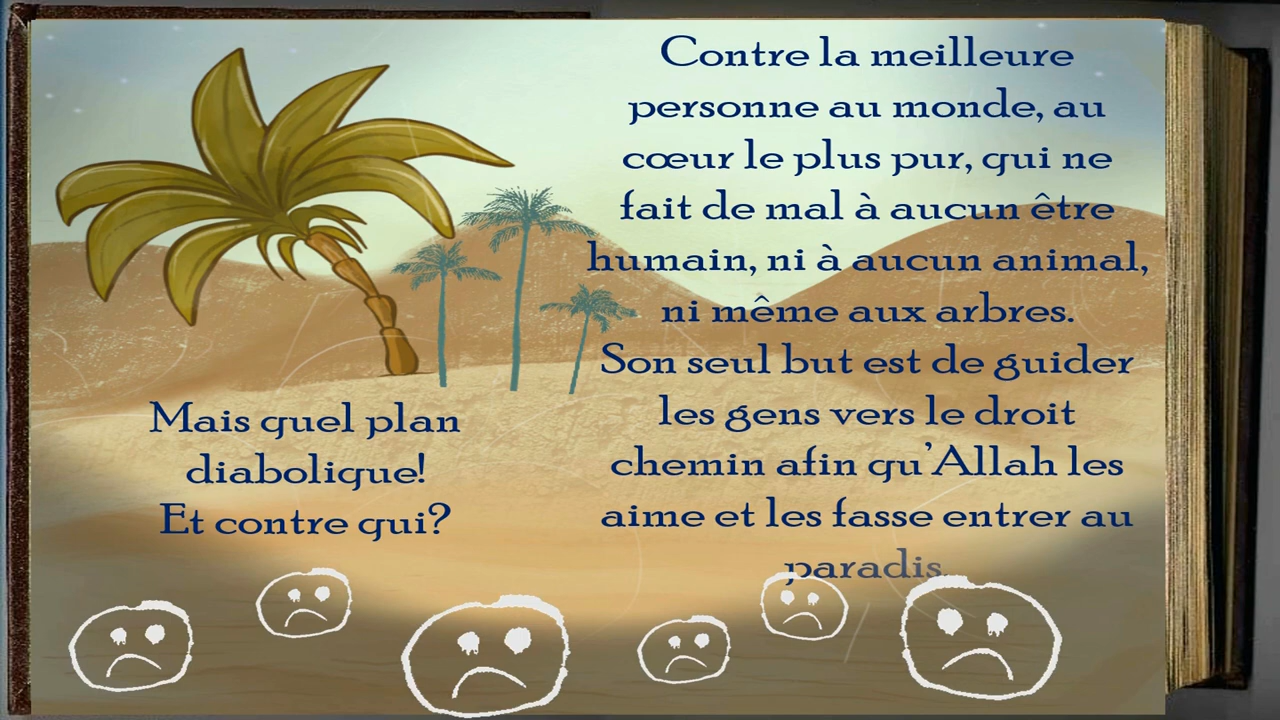 Mais quel plan
diabolique!
Et contre qui?
Contre la meilleure
personne au monde, au
cœur le plus pur, qui ne
fait de mal à aucun être
humain, ni à aucun animal,
ni même aux arbres.
Son seul but est de guider
les gens vers le droit
chemin afin qu'Allah les
aime et les fasse entrer au
paradis.